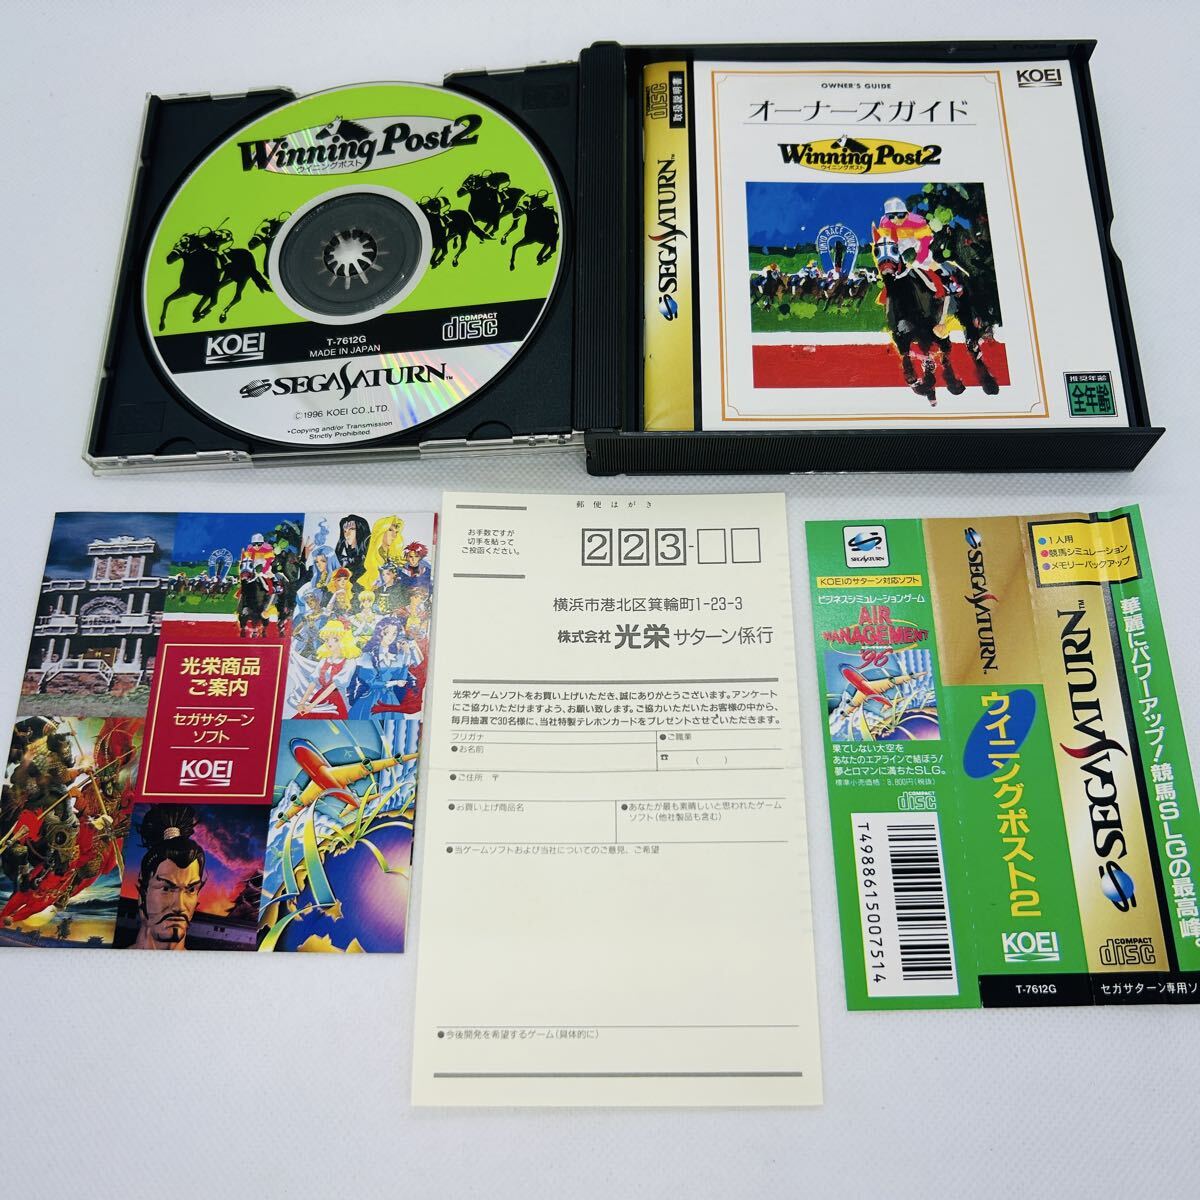 Winning Post2
ウイニングポスト
KOEI
T-7612G
MADE IN JAPAN
COMPACT
disc
SEGASATURN™
©1996 KOEI CO.,LTD.
*Copying and/or Transmission
Strictly Prohibited.
disc
取扱説明書
SEGASATURN™
OWNER'S GUIDE
オーナーズガイド
KOEI
Winning Post2
ウイニングポスト
TOKYO RACE COURSE
推奨年齢
全年齢
光栄商品
ご案内
セガサターン
ソフト
KOEI
郵便はがき
お手数ですが
切手を貼って
ご投函ください。
223-
横浜市港北区箕輪町1-23-3
株式会社 光栄 サターン係行
光栄ゲームソフトをお買い上げいただき、誠にありがとうございます。アンケート
にご協力いただけますよう、お願い致します。ご協力いただいたお客様の中から、
毎月抽選で30名様に、当社特製テレホンカードをプレゼントさせていただきます。
フリガナ
●お名前
●ご職業
☎ ( )
●ご住所 〒
●お買い上げ商品名
●あなたが最も素晴しいと思われたゲーム
ソフト(他社製品も含む)
●当ゲームソフトおよび当社についてのご意見、ご希望
●今後開発を希望するゲーム(具体的に)
SEGASATURN
KOEIのサターン対応ソフト
ビジネスシミュレーションゲーム
AIR
MANAGEMENT
'96
果てしない大空を
あなたのエアラインで結ぼう!
夢とロマンに満ちたSLG。
標準小売価格：8,800円(税抜)
COMPACT
disc
T4988615007514
SEGASATURN™
ウイニングポスト2
KOEI
T-7612G
●1人用
●競馬シミュレーション
●メモリーバックアップ
SEGASATURN™
COMPACT
disc
セガサターン専用ソ
華麗にパワーアップ!競馬SLGの最高峰。